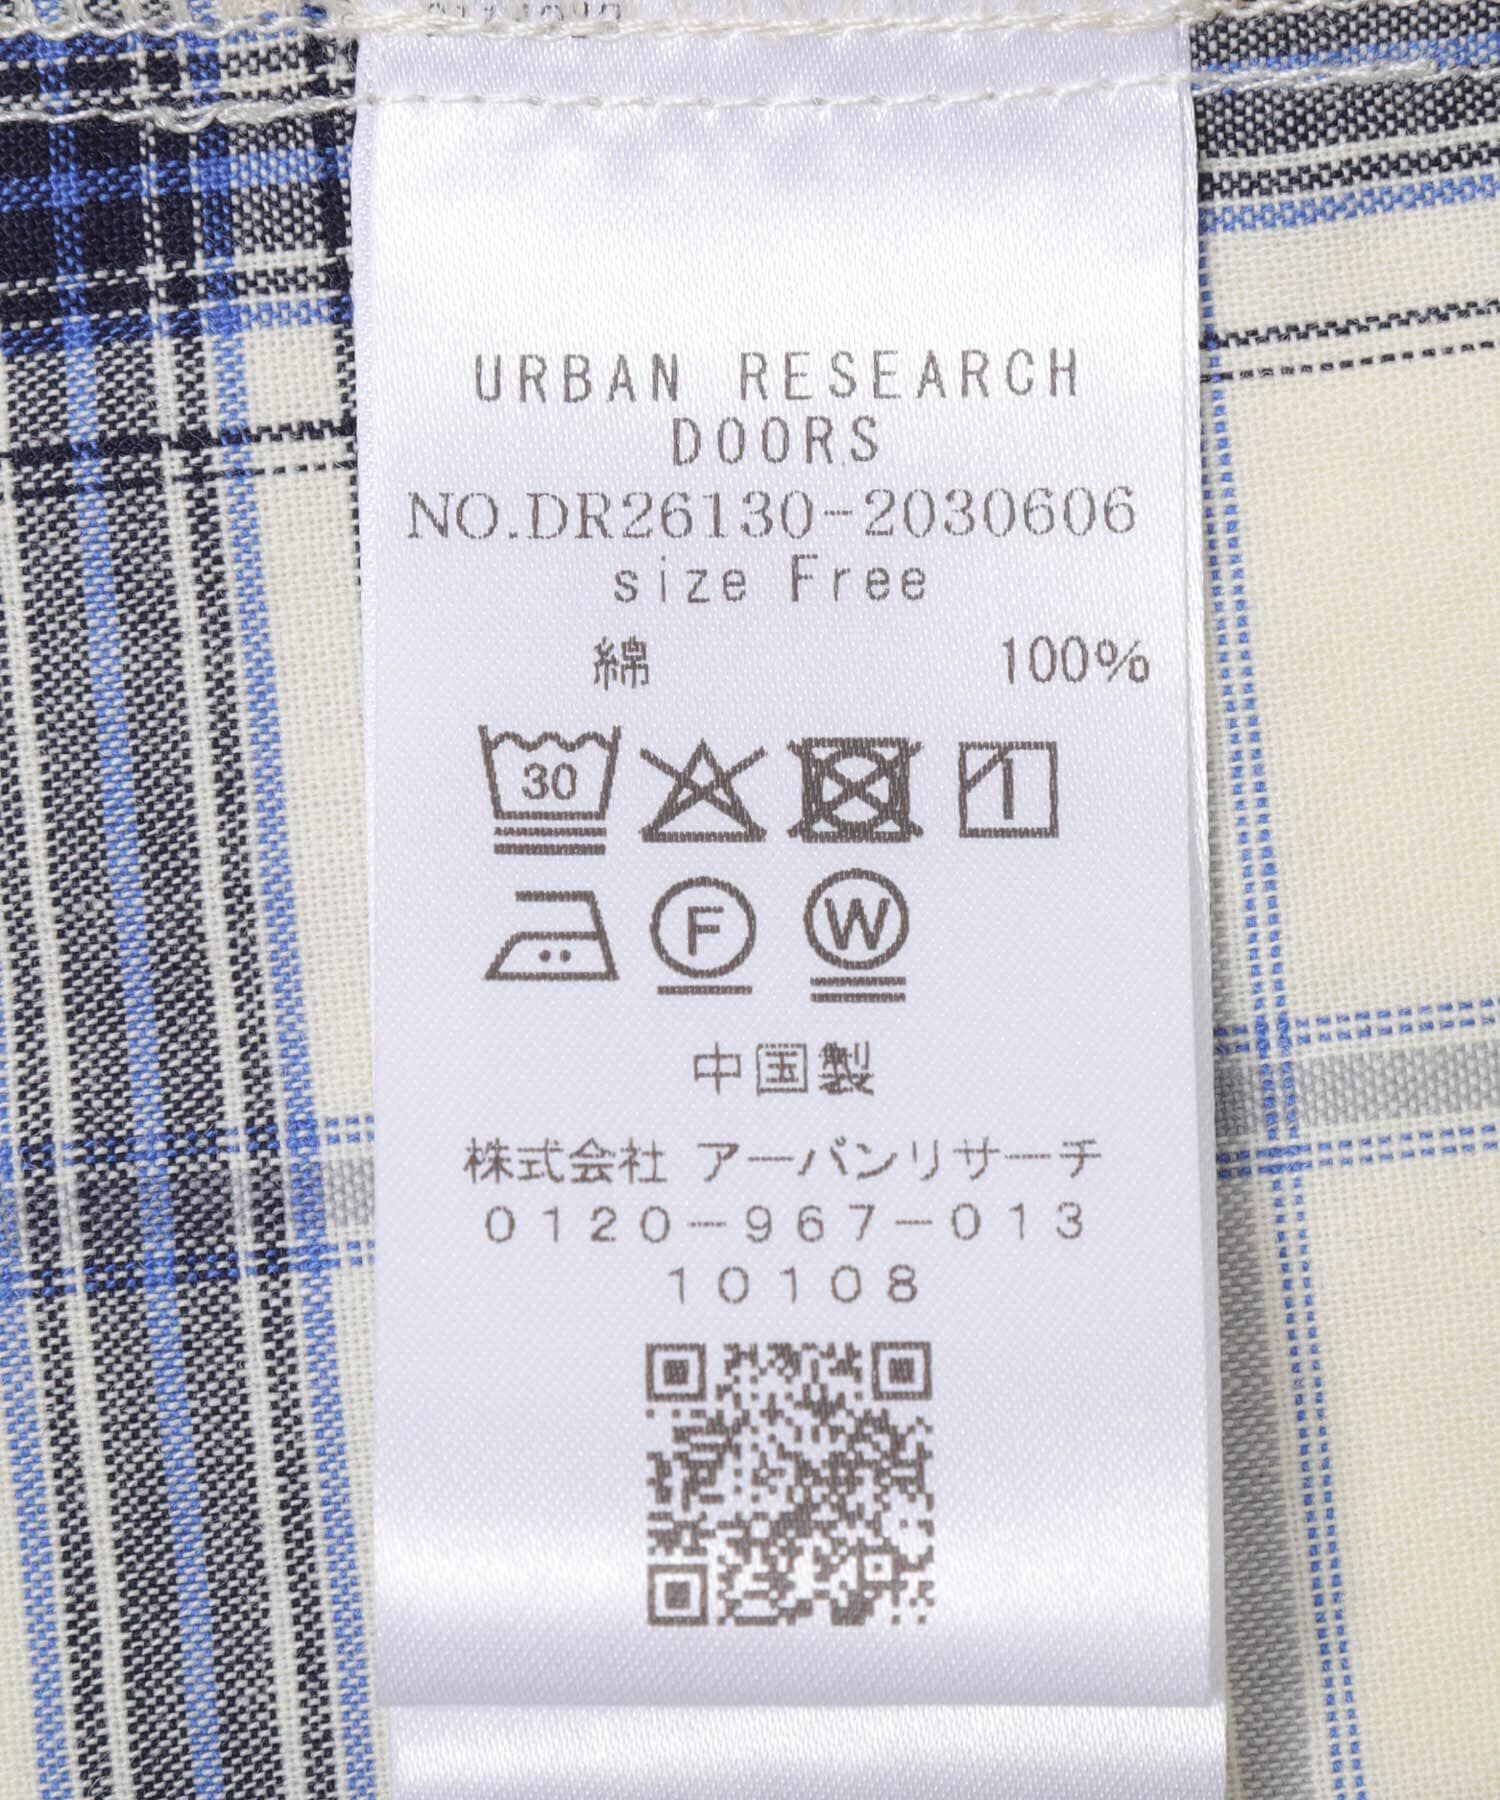 URBAN RESEARCH
DOORS
NO.DR26130-2030606
size Free
綿 100%
30
F W
中国製
株式会社 アーバンリサーチ
0120-967-013
10108